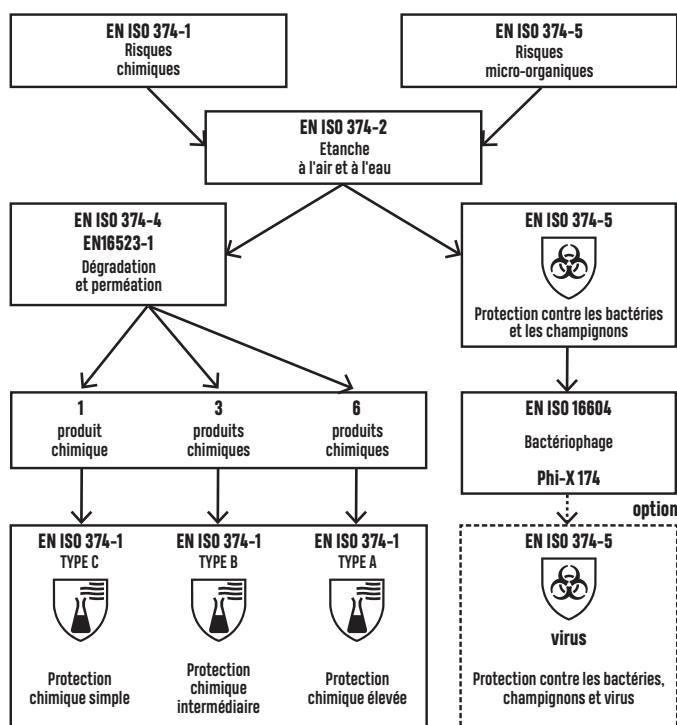 EN ISO 374-1
Risques
chimiques
EN ISO 374-5
Risques
micro-organiques
EN ISO 374-2
Etanche
à l'air et à l'eau
EN ISO 374-4
EN16523-1
Dégradation
et perméation
EN ISO 374-5
Protection contre les bactéries
et les champignons
1
produit
chimique
3
produits
chimiques
6
produits
chimiques
EN ISO 16604
Bactériophage
Phi-X 174
option
EN ISO 374-1
TYPE C
Protection
chimique simple
EN ISO 374-1
TYPE B
Protection
chimique
intermédiaire
EN ISO 374-1
TYPE A
Protection
chimique élevée
EN ISO 374-5
virus
Protection contre les bactéries,
champignons et virus